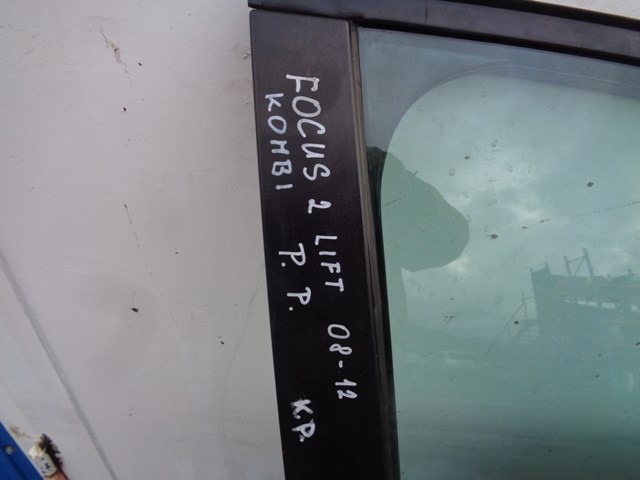 FOCUS 2 LIFT 08-12
KOMBI P. P. K.P.